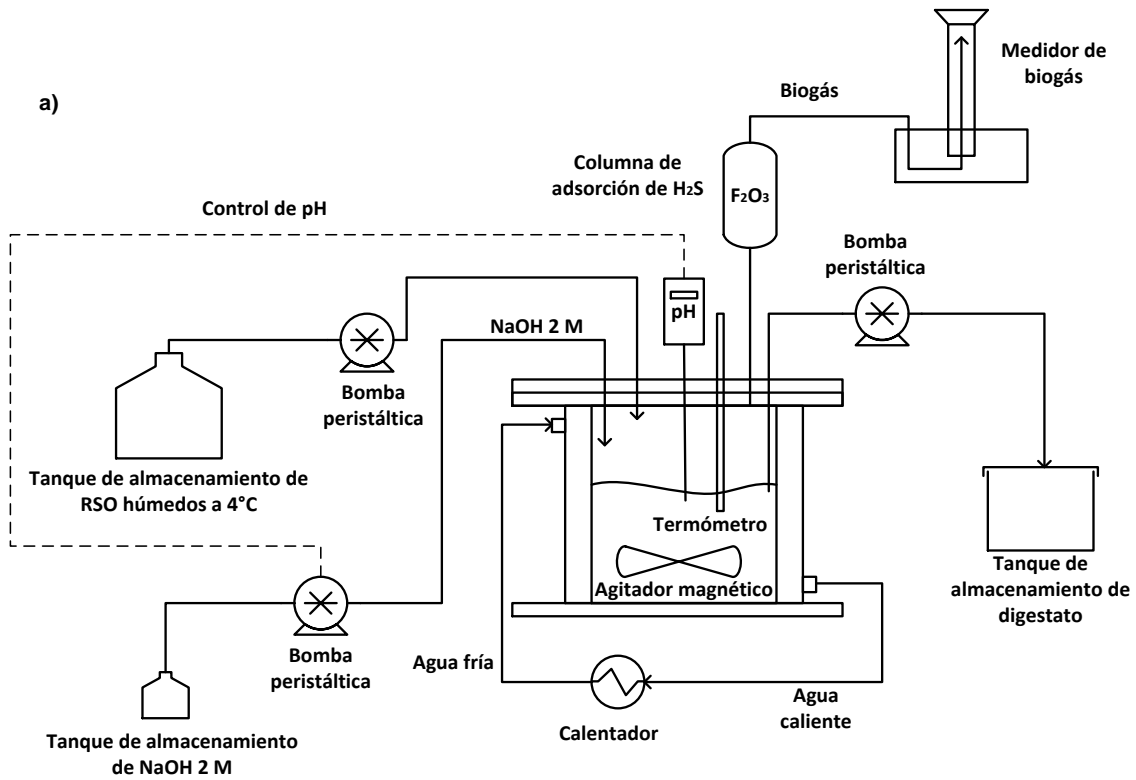 a)
Medidor de
biogás
Biogás
Columna de
adsorción de H₂S
F₂O₃
Control de pH
Bomba
peristáltica
pH
NaOH 2 M
Bomba
peristáltica
Tanque de almacenamiento de
RSO húmedos a 4°C
Termómetro
Agitador magnético
Tanque de
almacenamiento de
digestato
Bomba
peristáltica
Agua fría
Agua
caliente
Calentador
Tanque de almacenamiento
de NaOH 2 M